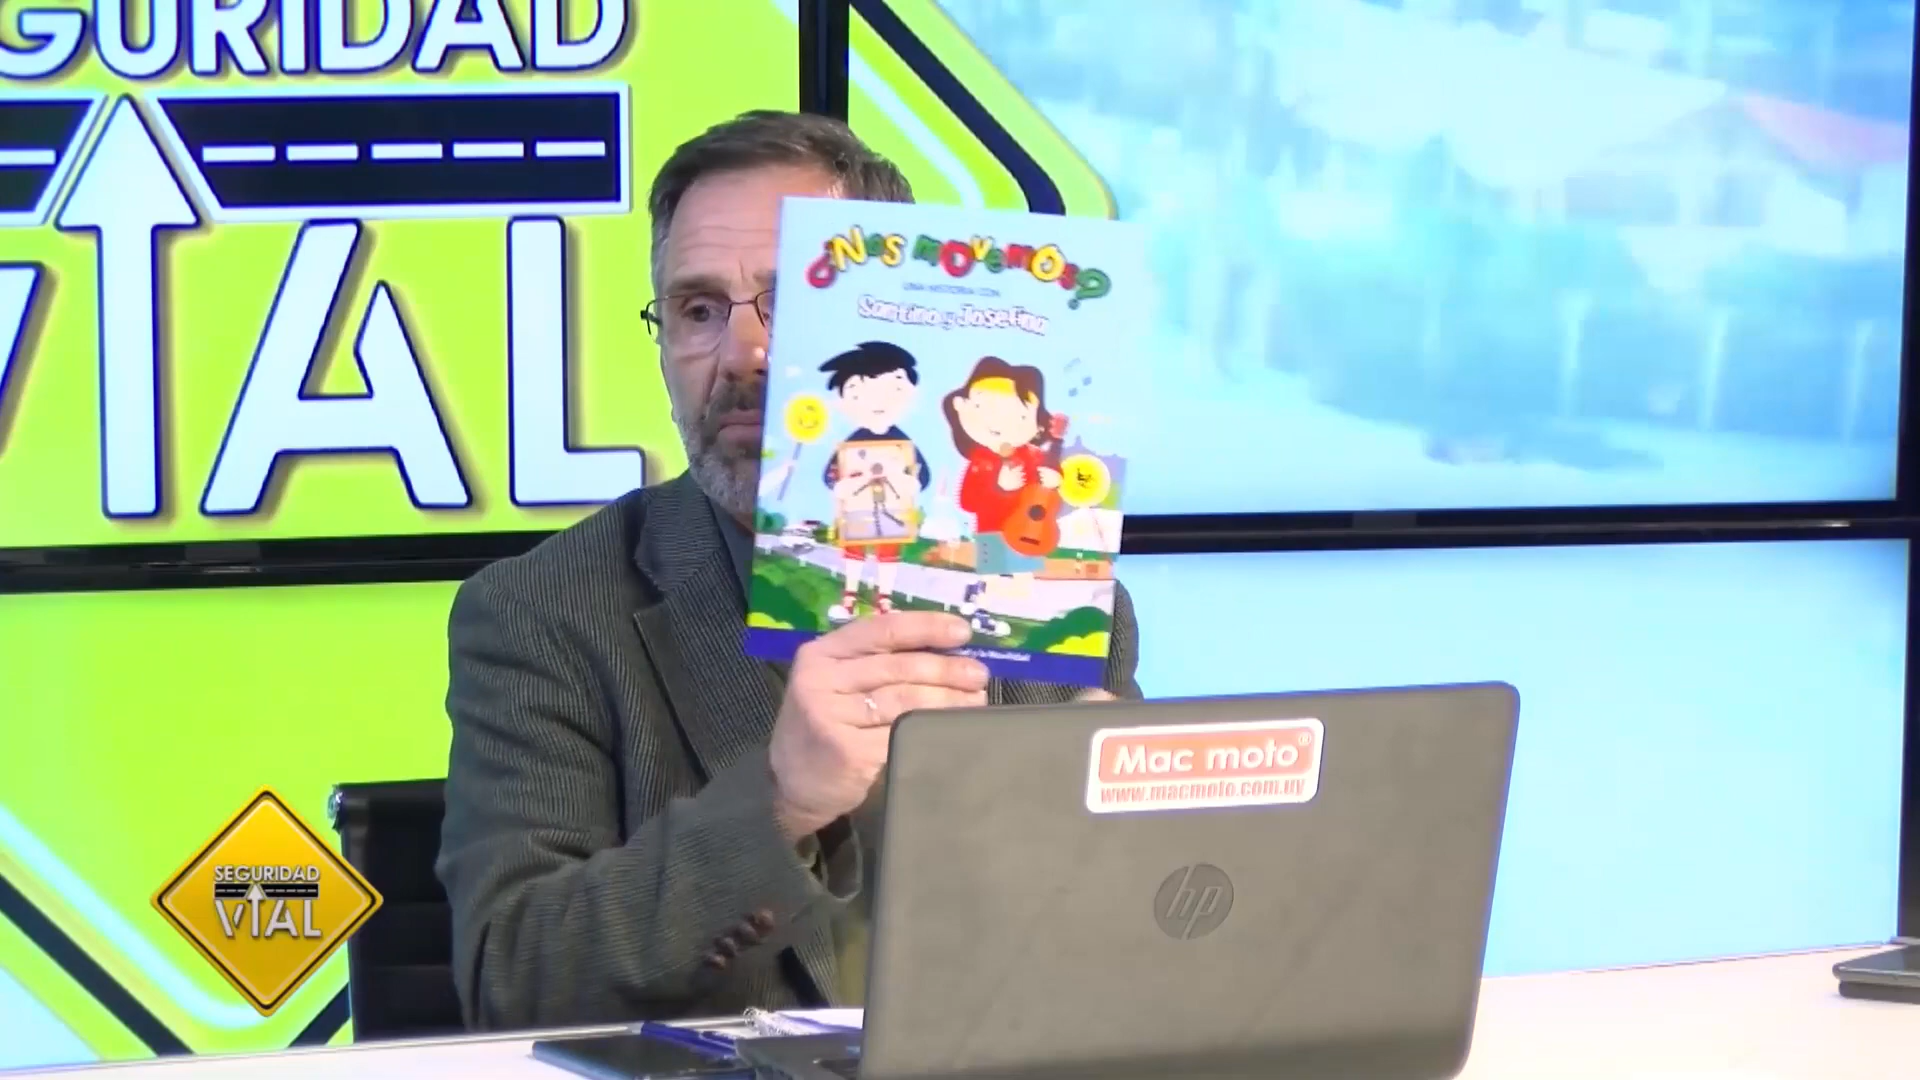 GURIDAD
VIAL
¿Nos movemos?
UNA HISTORIA CON
Santino y Josefina
Mac moto®
www.macmoto.com.uy
hp
SEGURIDAD
VIAL